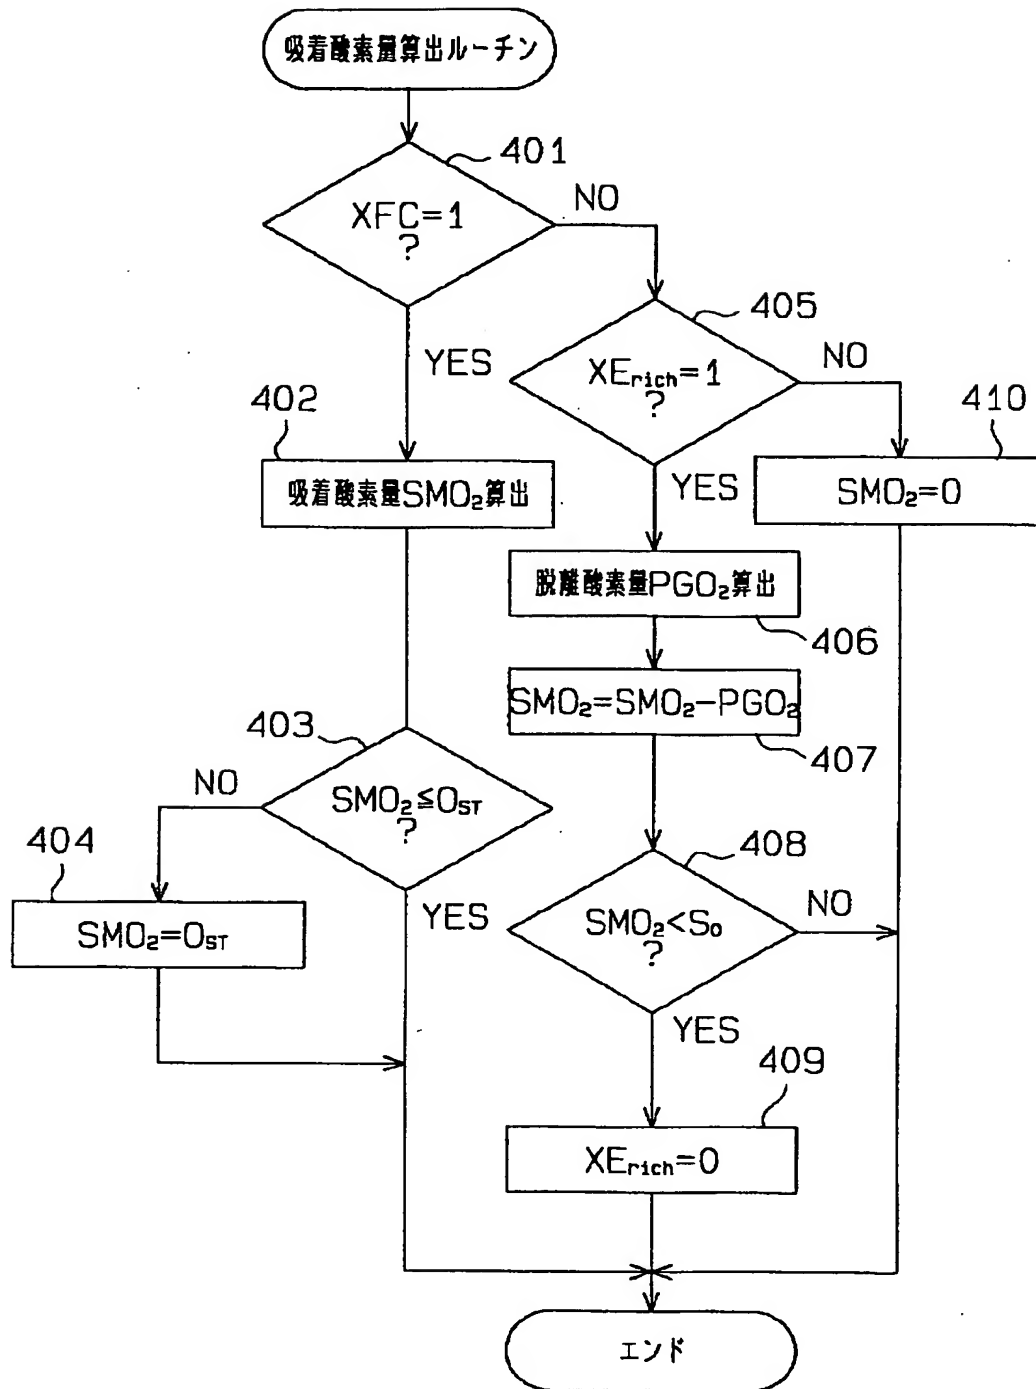 吸着酸素量算出ルーチン
401
XFC=1
?
NO
YES
405
XErich=1
?
NO
YES
402
吸着酸素量SMO₂算出
410
SMO₂=0
脱離酸素量PGO₂算出
406
SMO₂=SMO₂-PGO₂
407
403
SMO₂≦OST
?
NO
YES
404
SMO₂=OST
408
SMO₂<S₀
?
NO
YES
409
XErich=0
エンド